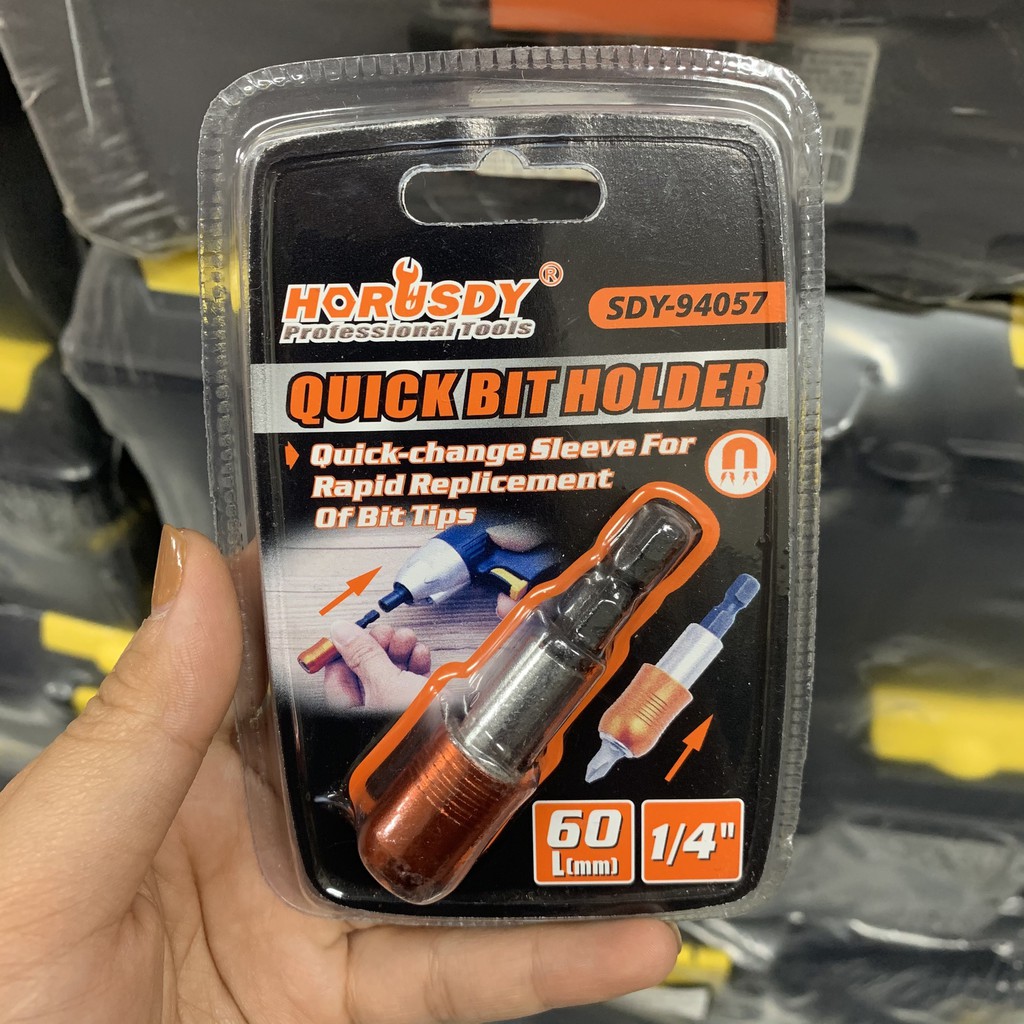 HORUSDY®
Professional Tools
SDY-94057
QUICK BIT HOLDER
Quick-change Sleeve For
Rapid Replicement
Of Bit Tips
60
L(mm)
1/4"